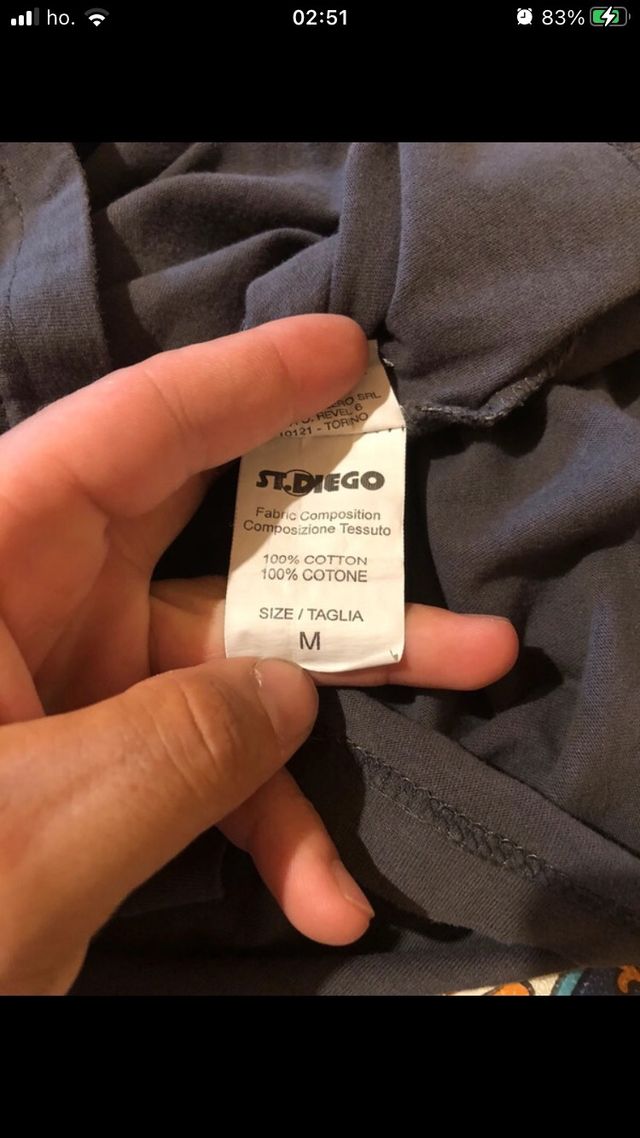 ho. 02:51 83%
SRL
REVEL 6
10121 - TORINO
ST.DIEGO
Fabric Composition
Composizione Tessuto
100% COTTON
100% COTONE
SIZE / TAGLIA
M